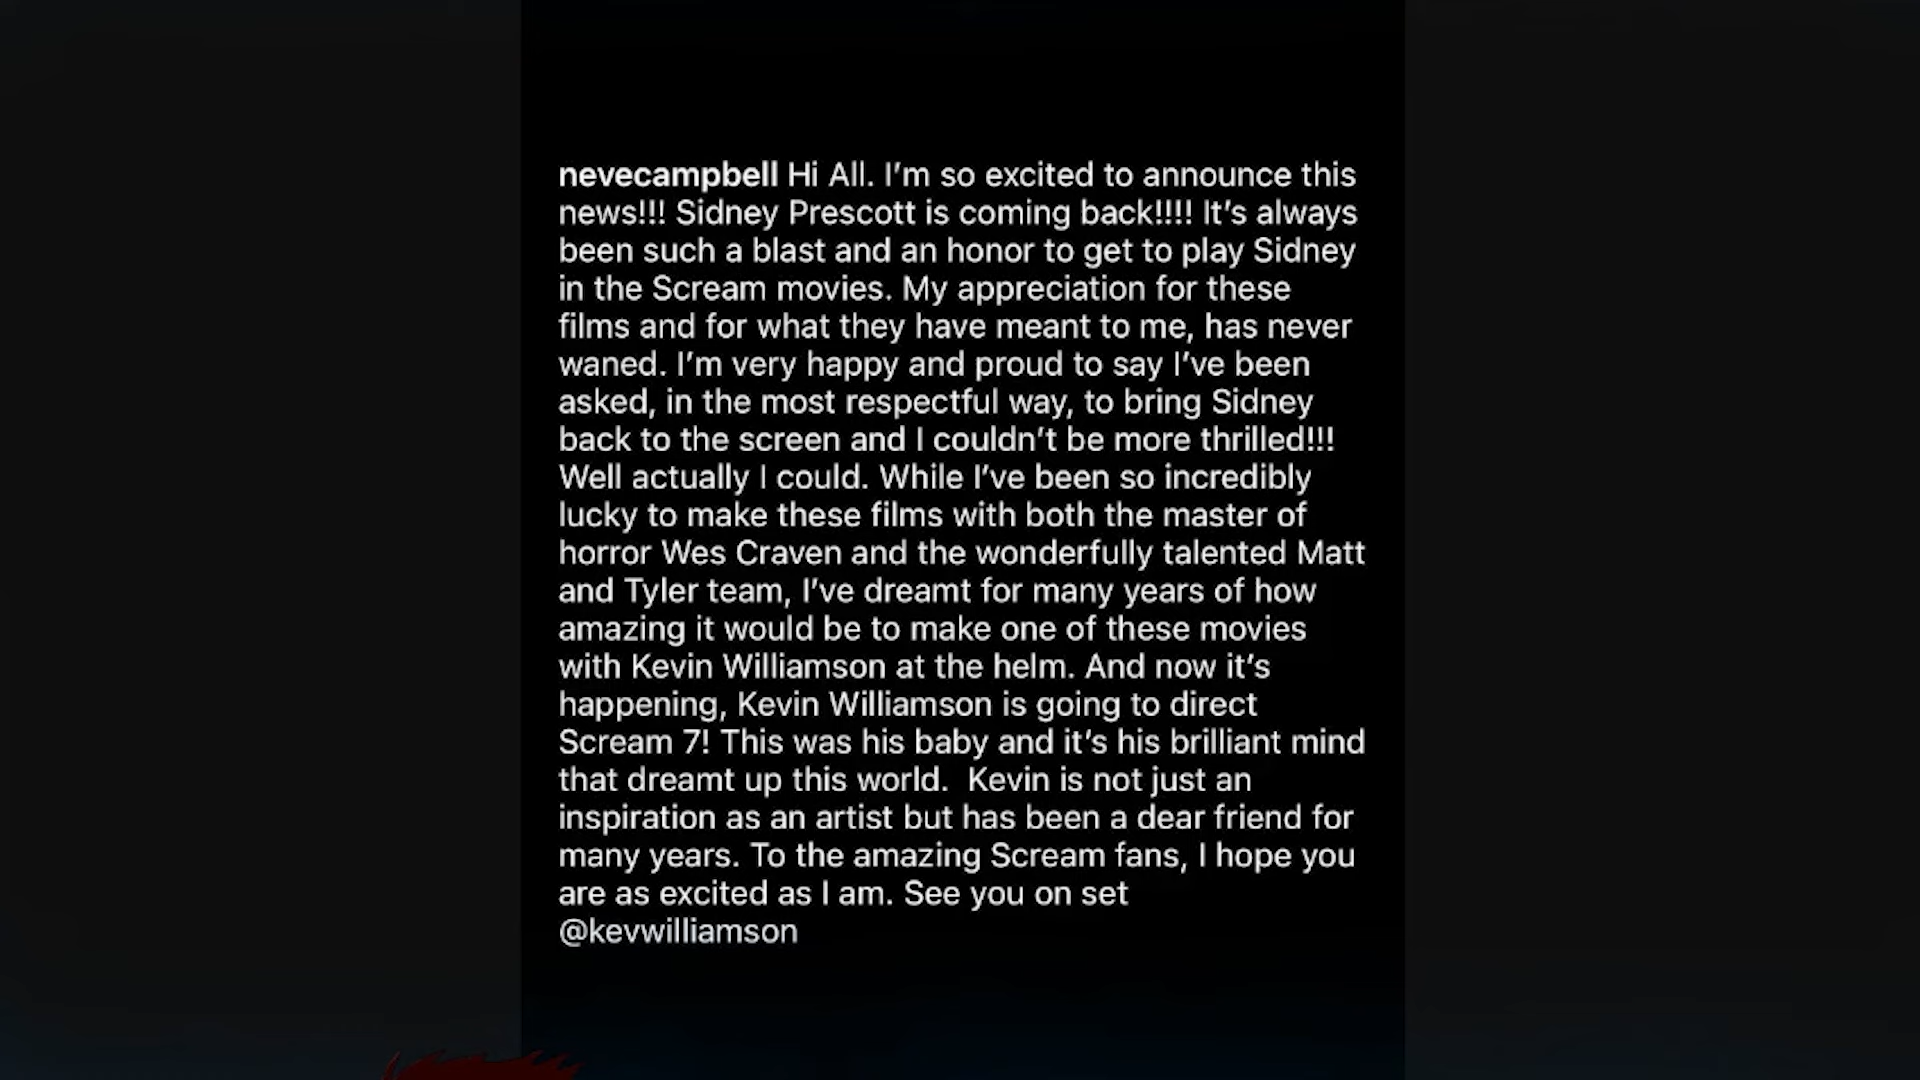 nevecampbell Hi All. I’m so excited to announce this
news!!! Sidney Prescott is coming back!!!! It’s always
been such a blast and an honor to get to play Sidney
in the Scream movies. My appreciation for these
films and for what they have meant to me, has never
waned. I’m very happy and proud to say I’ve been
asked, in the most respectful way, to bring Sidney
back to the screen and I couldn’t be more thrilled!!!
Well actually I could. While I’ve been so incredibly
lucky to make these films with both the master of
horror Wes Craven and the wonderfully talented Matt
and Tyler team, I’ve dreamt for many years of how
amazing it would be to make one of these movies
with Kevin Williamson at the helm. And now it’s
happening, Kevin Williamson is going to direct
Scream 7! This was his baby and it’s his brilliant mind
that dreamt up this world.  Kevin is not just an
inspiration as an artist but has been a dear friend for
many years. To the amazing Scream fans, I hope you
are as excited as I am. See you on set
@kevwilliamson